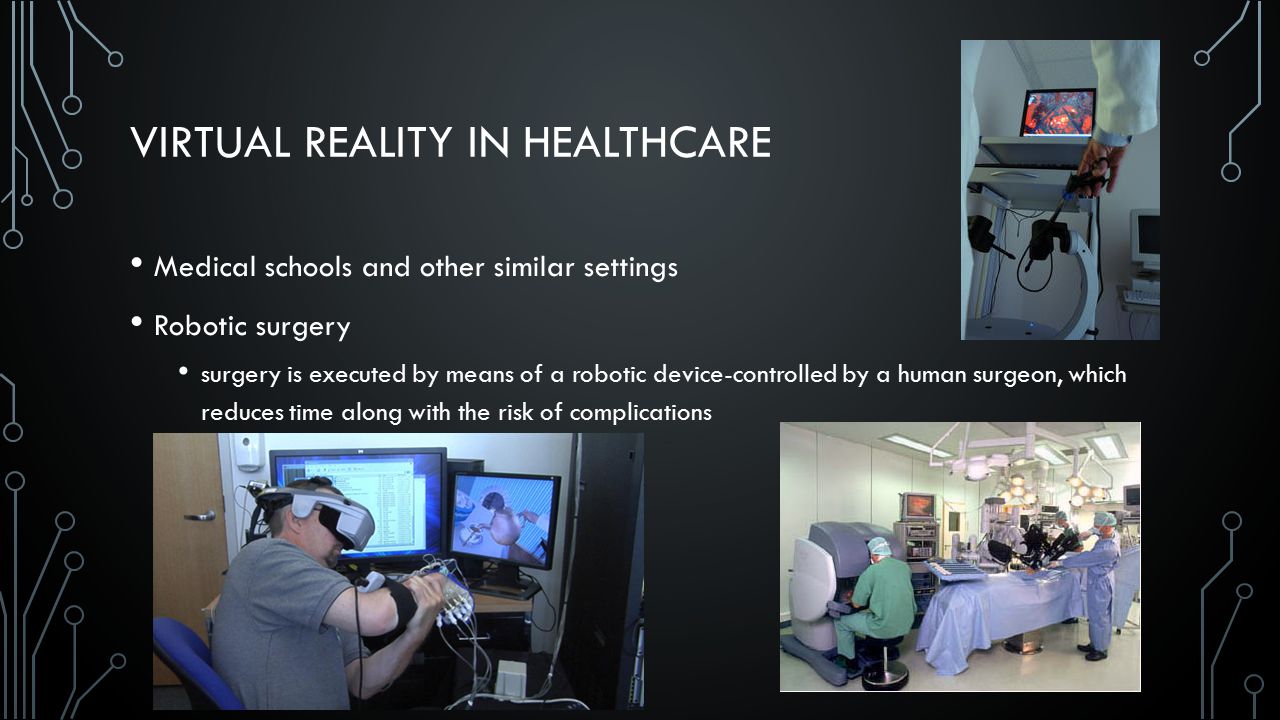 VIRTUAL REALITY IN HEALTHCARE
• Medical schools and other similar settings
• Robotic surgery
• surgery is executed by means of a robotic device-controlled by a human surgeon, which
reduces time along with the risk of complications